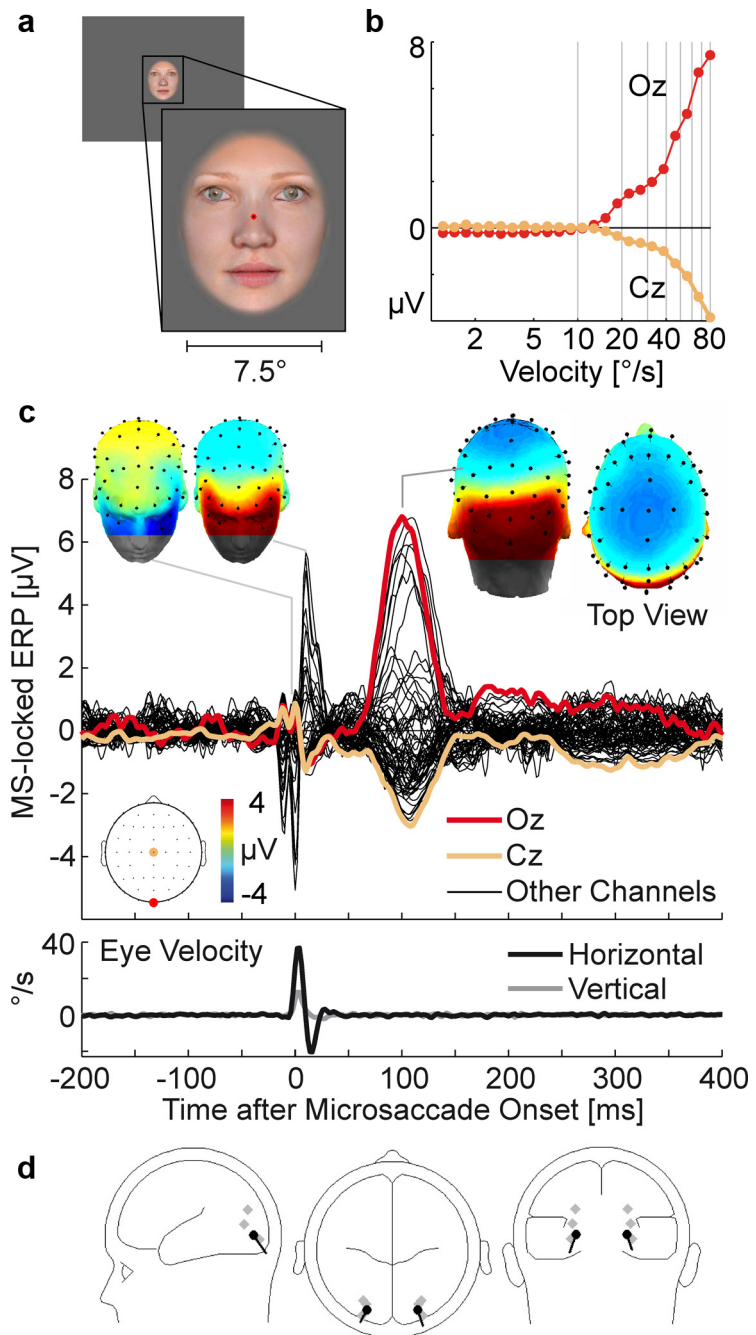 a
7.5°
b
8
Oz
0
Cz
µV
2 5 10 20 40 80
Velocity [°/s]
c
8
6
4
2
0
-2
-4
MS-locked ERP [µV]
Top View
4
µV
-4
Oz
Cz
Other Channels
Eye Velocity
40
°/s
0
Horizontal
Vertical
-200 -100 0 100 200 300 400
Time after Microsaccade Onset [ms]
d